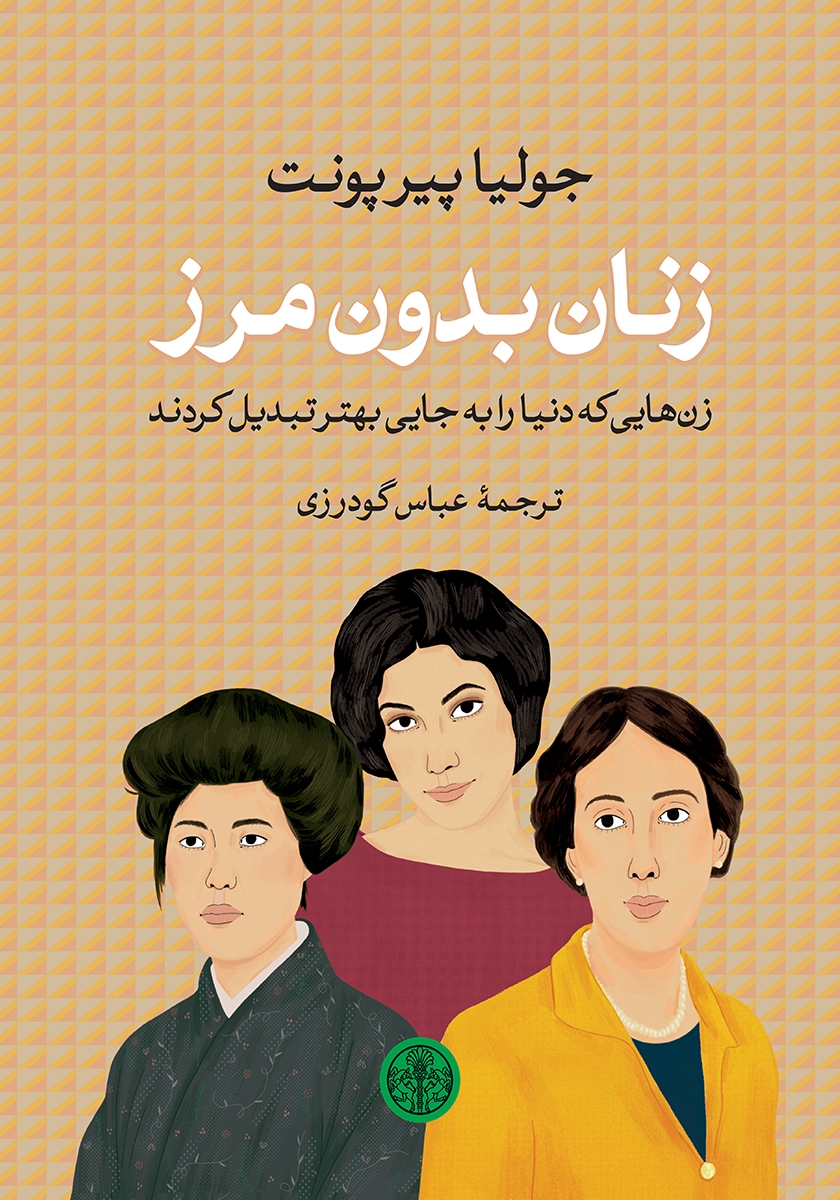 جولیا پیرپونت
زنان بدون مرز
زن‌هایی که دنیا را به جایی بهتر تبدیل کردند
ترجمهٔ عباس گودرزی